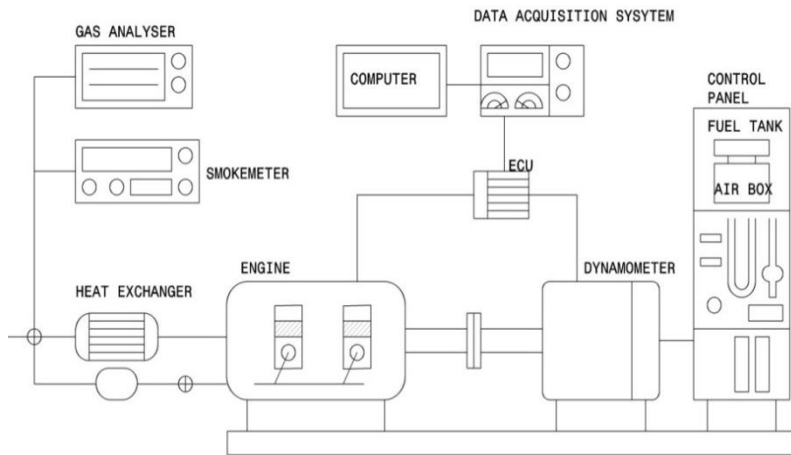 DATA ACQUISITION SYSYTEM
GAS ANALYSER
COMPUTER
CONTROL
PANEL
FUEL TANK
SMOKEMETER
ECU
AIR BOX
ENGINE
DYNAMOMETER
HEAT EXCHANGER